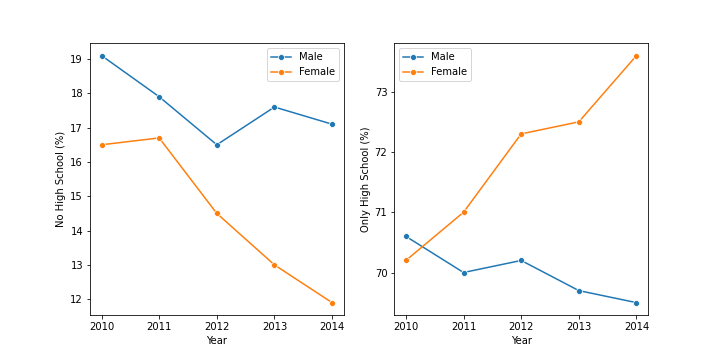 No High School (%)
19
18
17
16
15
14
13
12
Male
Female
2010 2011 2012 2013 2014
Year
Only High School (%)
73
72
71
70
Male
Female
2010 2011 2012 2013 2014
Year